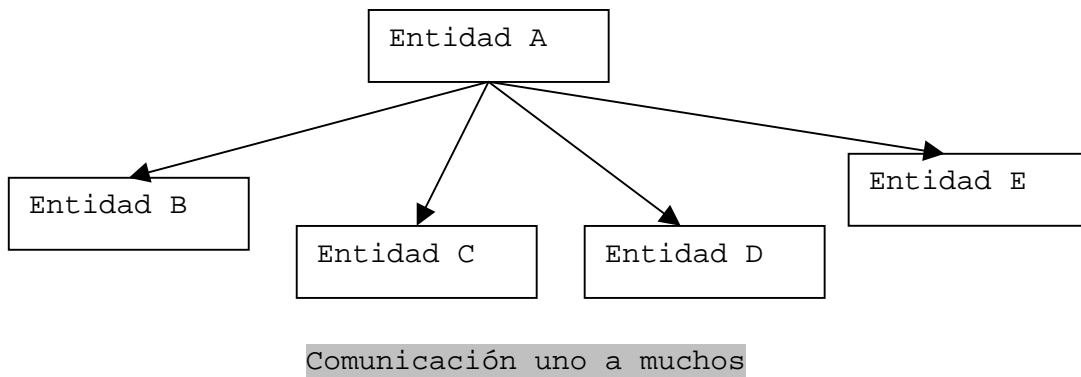 Entidad A
Entidad B
Entidad C
Entidad D
Entidad E
Comunicación uno a muchos